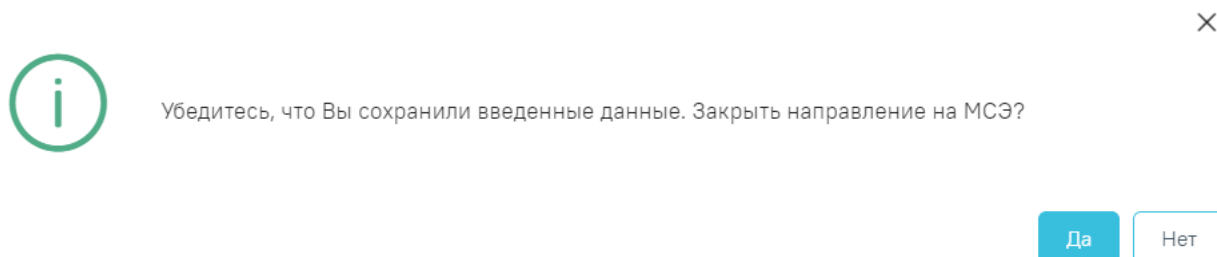 Убедитесь, что Вы сохранили введенные данные. Закрыть направление на МСЭ?
Да Нет